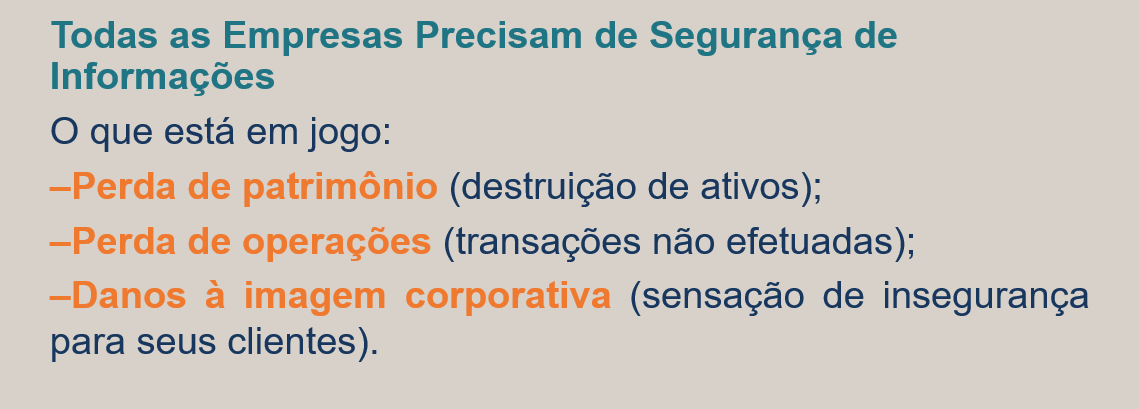 Todas as Empresas Precisam de Segurança de
Informações
O que está em jogo:
–Perda de patrimônio (destruição de ativos);
–Perda de operações (transações não efetuadas);
–Danos à imagem corporativa (sensação de insegurança
para seus clientes).